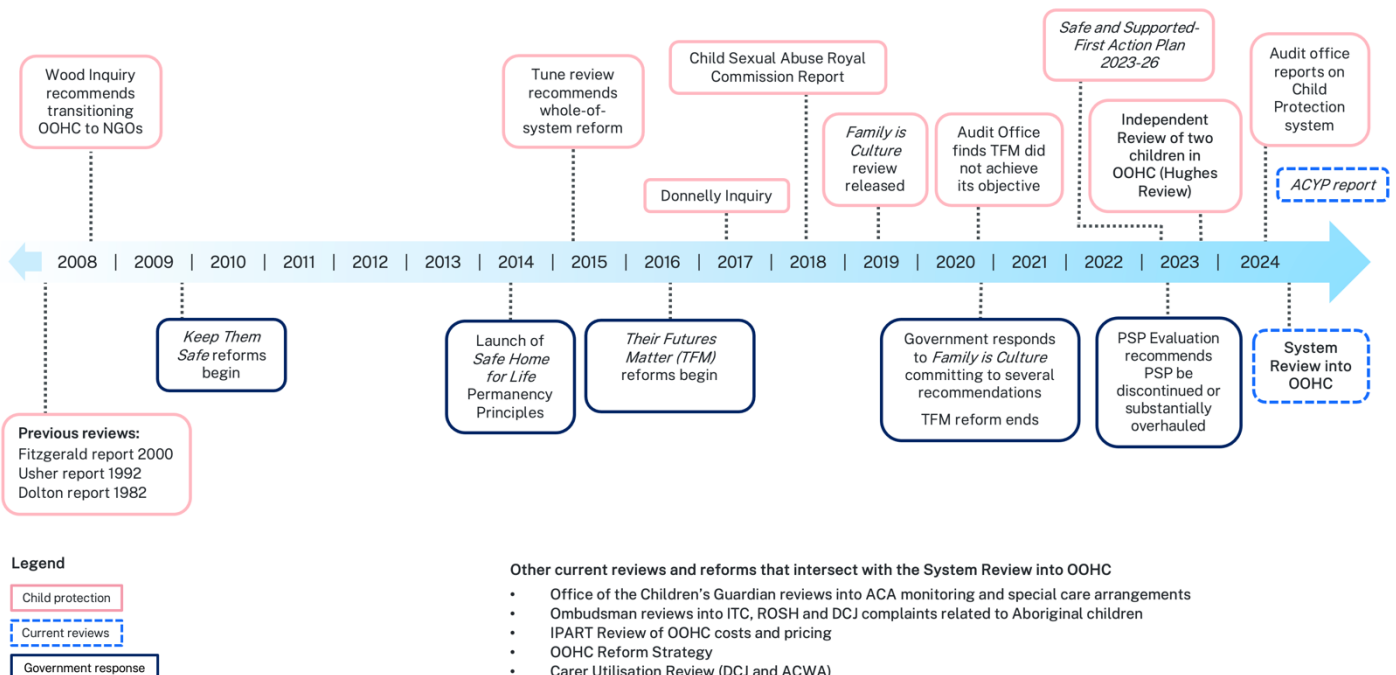 Wood Inquiry
recommends
transitioning
OOHC to NGOs
Tune review
recommends
whole-of-
system reform
Child Sexual Abuse Royal
Commission Report
Donnelly Inquiry
Family is
Culture
review
released
Audit Office
finds TFM did
not achieve
its objective
Safe and Supported-
First Action Plan
2023-26
Independent
Review of two
children in
OOHC (Hughes
Review)
Audit office
reports on
Child
Protection
system
ACYP report
2008 | 2009 | 2010 | 2011 | 2012 | 2013 | 2014 | 2015 | 2016 | 2017 | 2018 | 2019 | 2020 | 2021 | 2022 | 2023 | 2024
Keep Them
Safe reforms
begin
Launch of
Safe Home
for Life
Permanency
Principles
Their Futures
Matter (TFM)
reforms begin
Government responds
to Family is Culture
committing to several
recommendations
TFM reform ends
PSP Evaluation
recommends
PSP be
discontinued or
substantially
overhauled
System
Review into
OOHC
Previous reviews:
Fitzgerald report 2000
Usher report 1992
Dolton report 1982
Legend
Child protection
Current reviews
Government response
Other current reviews and reforms that intersect with the System Review into OOHC
• Office of the Children's Guardian reviews into ACA monitoring and special care arrangements
• Ombudsman reviews into ITC, ROSH and DCJ complaints related to Aboriginal children
• IPART Review of OOHC costs and pricing
• OOHC Reform Strategy
• Carer Utilisation Review (DCJ and ACWA)